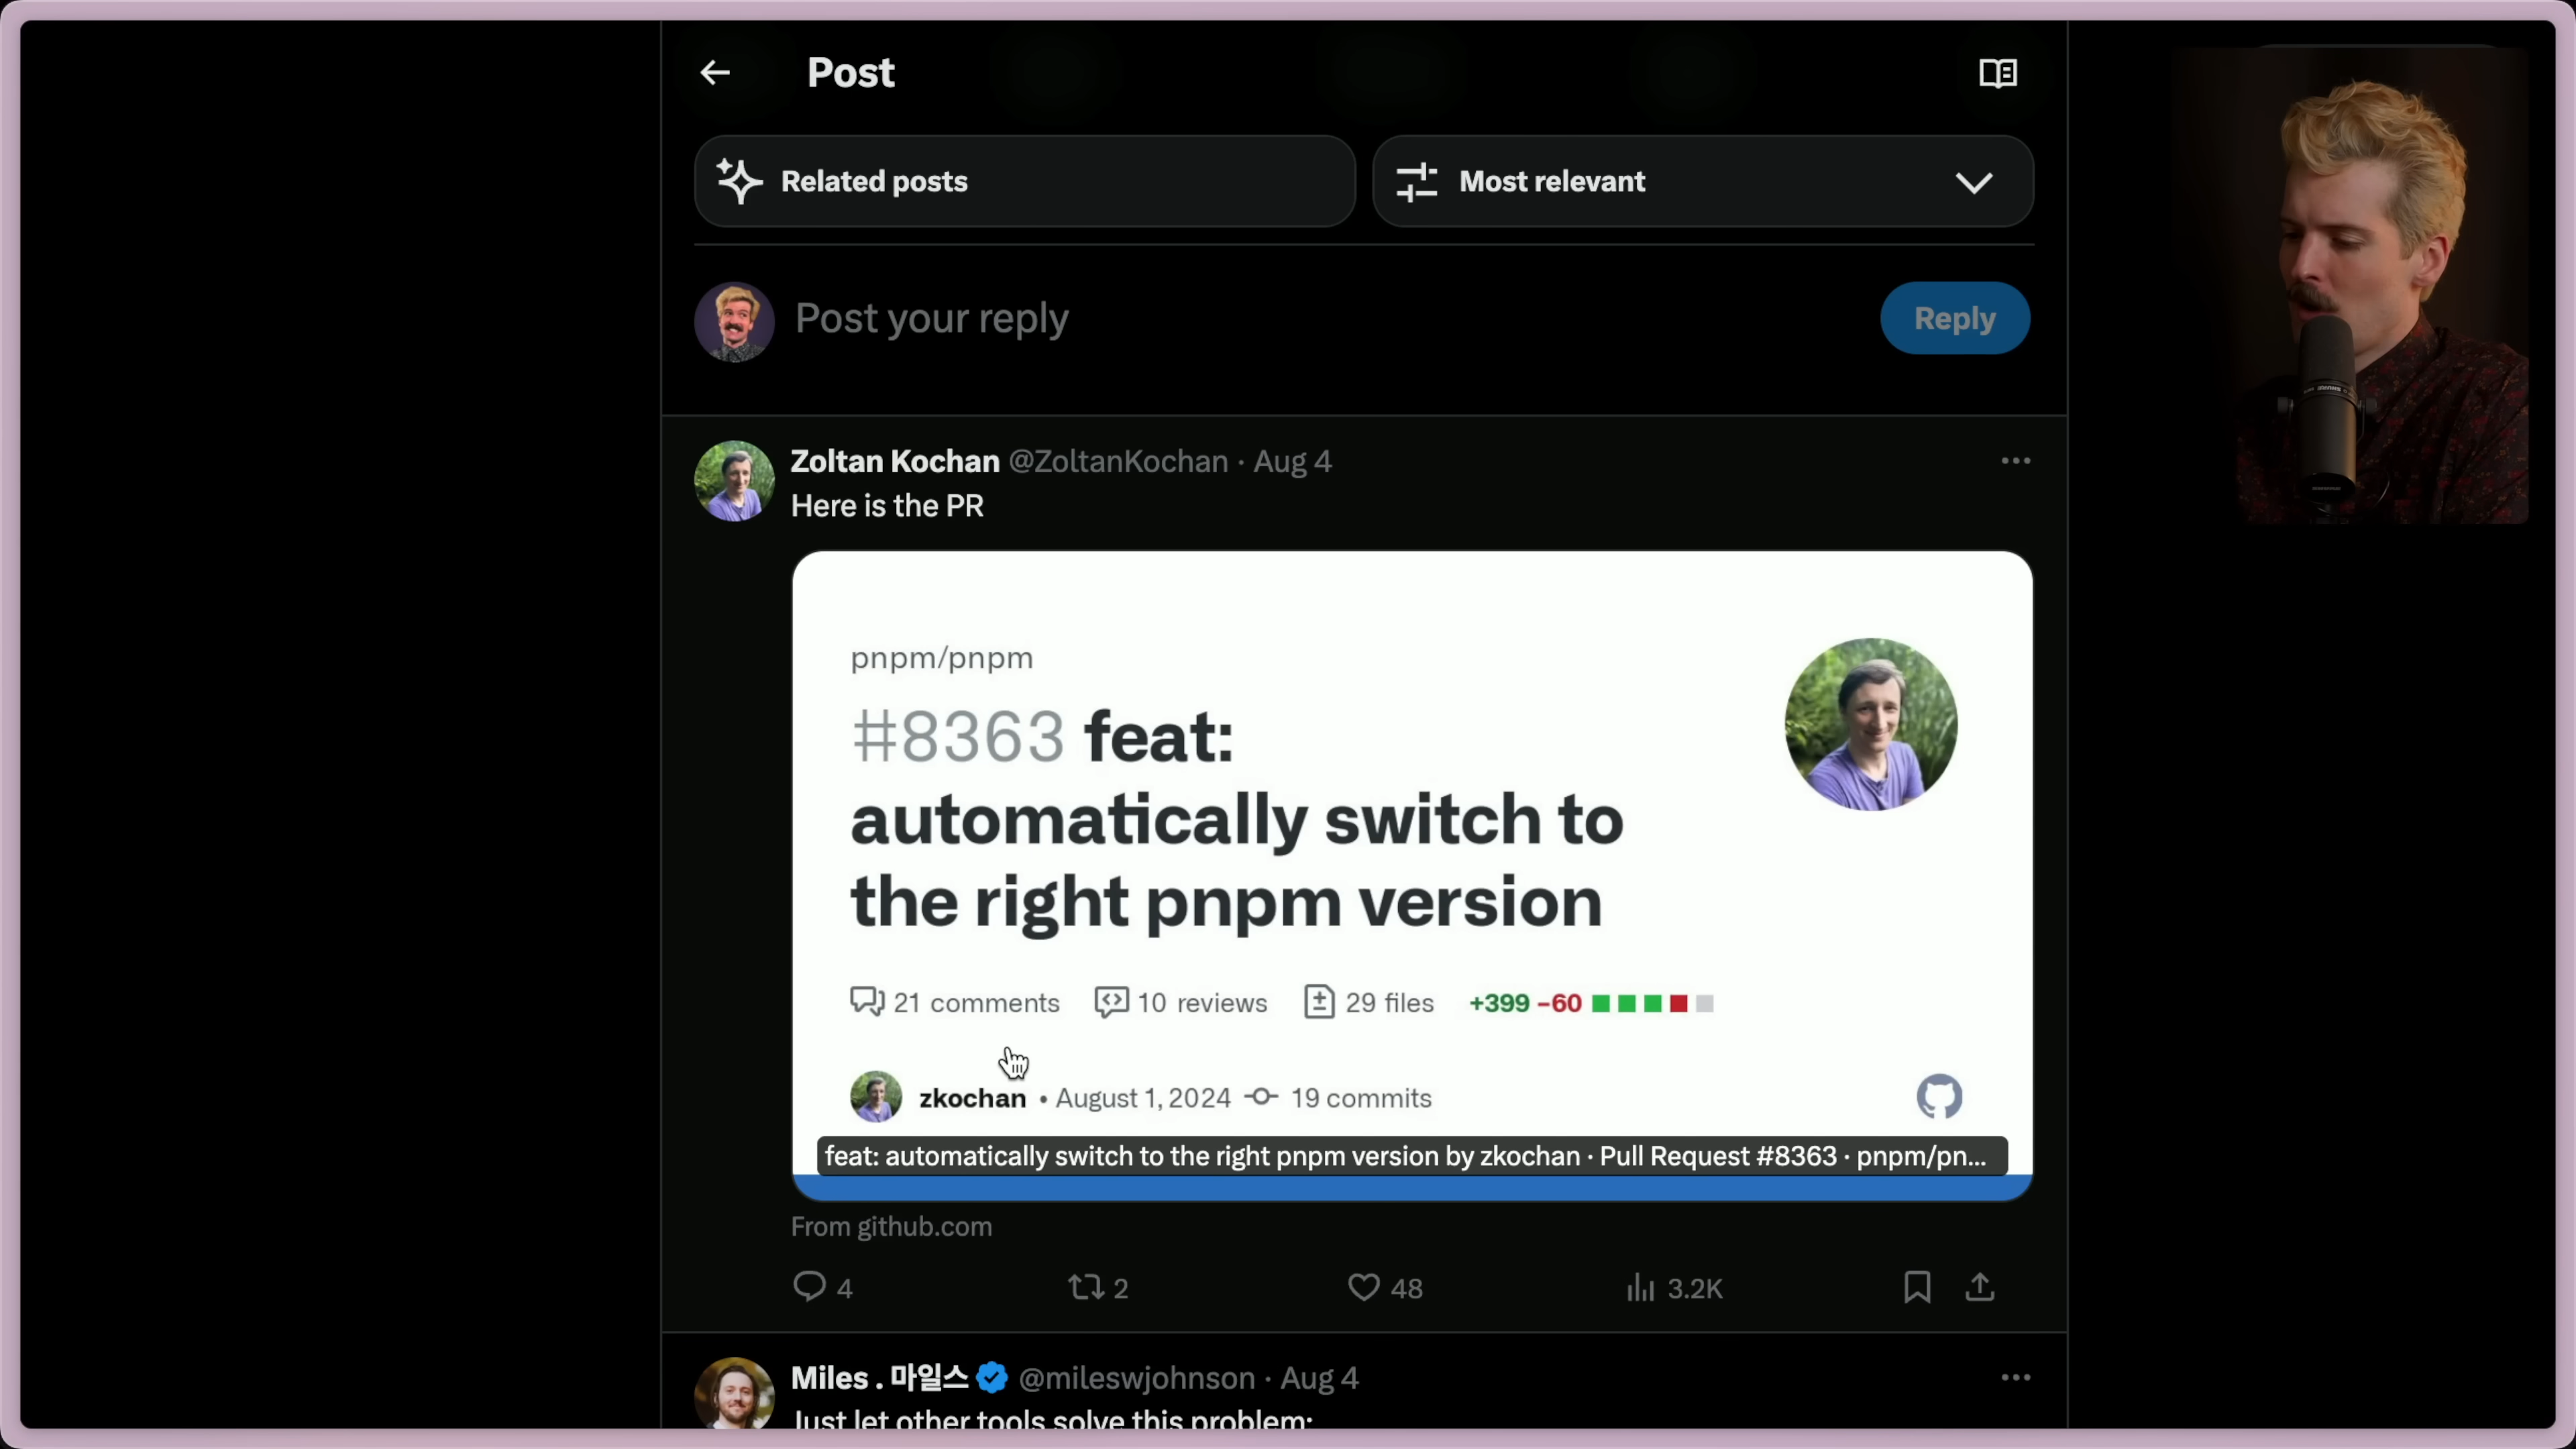 Post
Related posts
Most relevant
Post your reply
Reply
Zoltan Kochan @ZoltanKochan · Aug 4
Here is the PR
pnpm/pnpm
#8363 feat:
automatically switch to
the right pnpm version
21 comments 10 reviews 29 files +399 −60
zkochan • August 1, 2024 19 commits
feat: automatically switch to the right pnpm version by zkochan · Pull Request #8363 · pnpm/pn...
From github.com
4 2 48 3.2K
Miles . 마일스 @mileswjohnson · Aug 4
Just let other tools solve this problem: